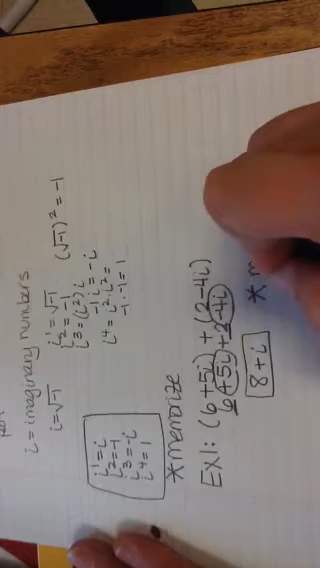 i = imaginary numbers
i = √-1
i¹ = √-1
i² = -1
(√-1)² = -1
i³ = (i²) i
-1 i = -i
i⁴ = i² · i² =
-1 · -1 = 1
i¹ = i
i² = -1
i³ = -i
i⁴ = 1
*memorize
Ex1: (6+5i) + (2-4i)
6+5i+2-4i
8+i